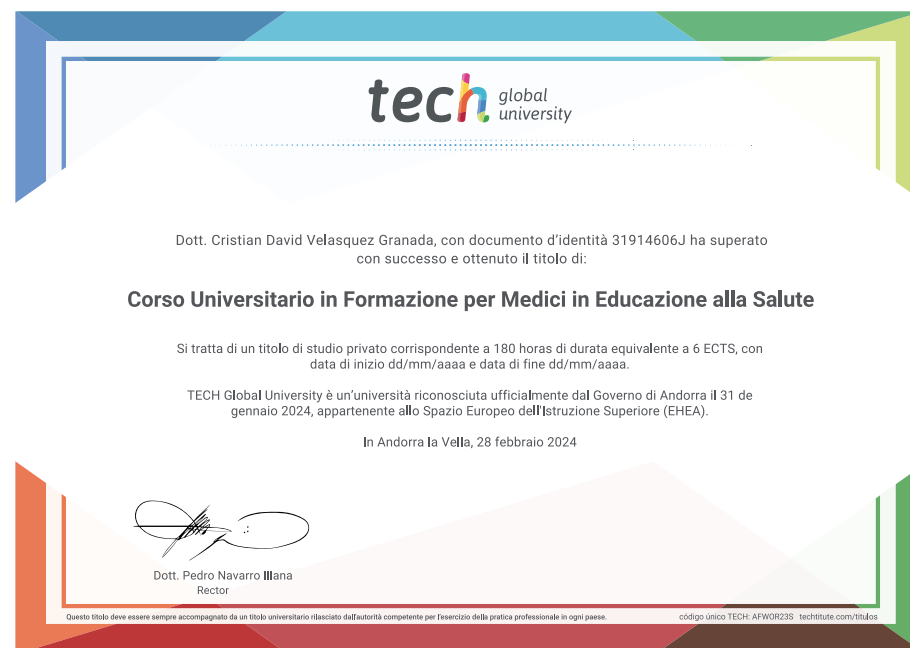 tech global university
Dott. Cristian David Velasquez Granada, con documento d'identità 31914606J ha superato
con successo e ottenuto il titolo di:
Corso Universitario in Formazione per Medici in Educazione alla Salute
Si tratta di un titolo di studio privato corrispondente a 180 horas di durata equivalente a 6 ECTS, con
data di inizio dd/mm/aaaa e data di fine dd/mm/aaaa.
TECH Global University è un'università riconosciuta ufficialmente dal Governo di Andorra il 31 de
gennaio 2024, appartenente allo Spazio Europeo dell'Istruzione Superiore (EHEA).
In Andorra la Vella, 28 febbraio 2024
Dott. Pedro Navarro Illana
Rector
Questo titolo deve essere sempre accompagnato da un titolo universitario rilasciato dall'autorità competente per l'esercizio della pratica professionale in ogni paese.
código único TECH: AFWOR23S techtitute.com/titulos